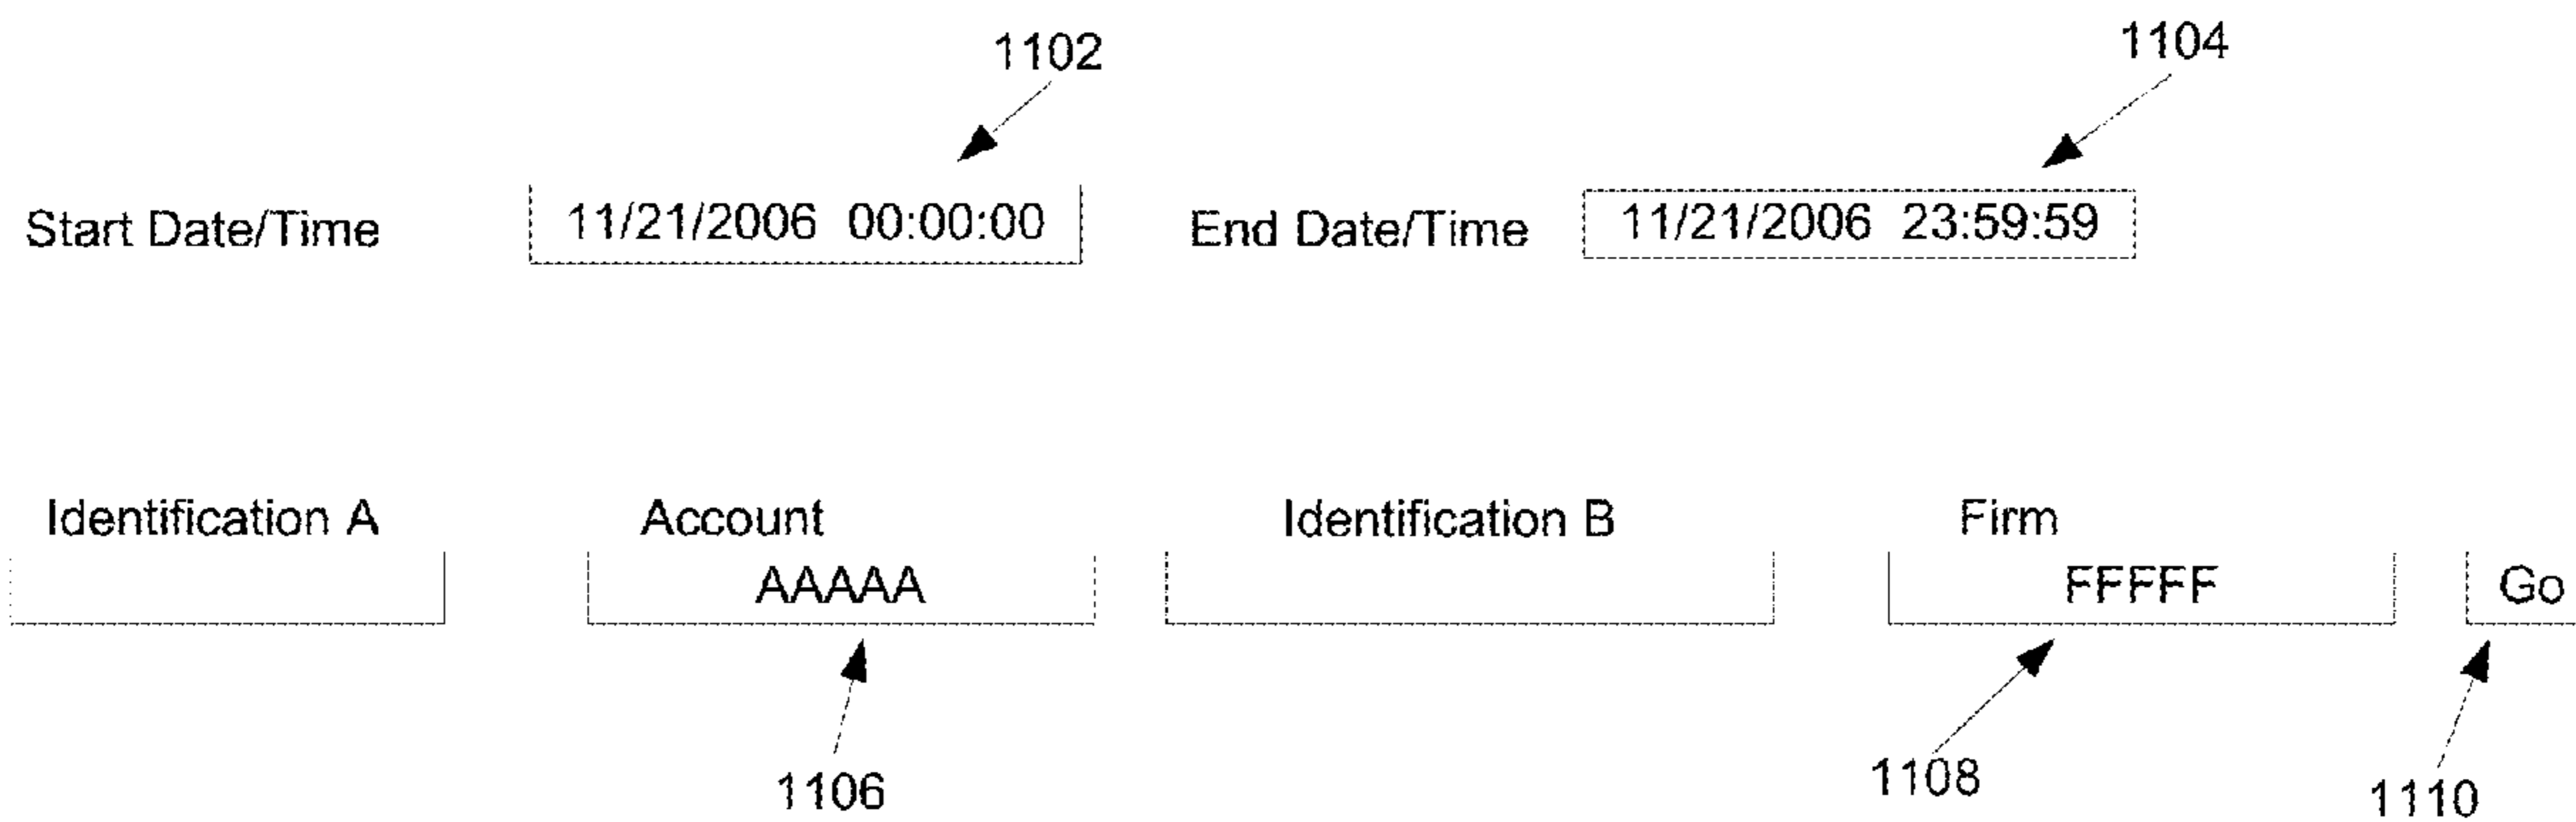 1102 1104
Start Date/Time 11/21/2006 00:00:00 End Date/Time 11/21/2006 23:59:59
Identification A Account Identification B Firm
AAAAA FFFFF Go
1106 1108 1110